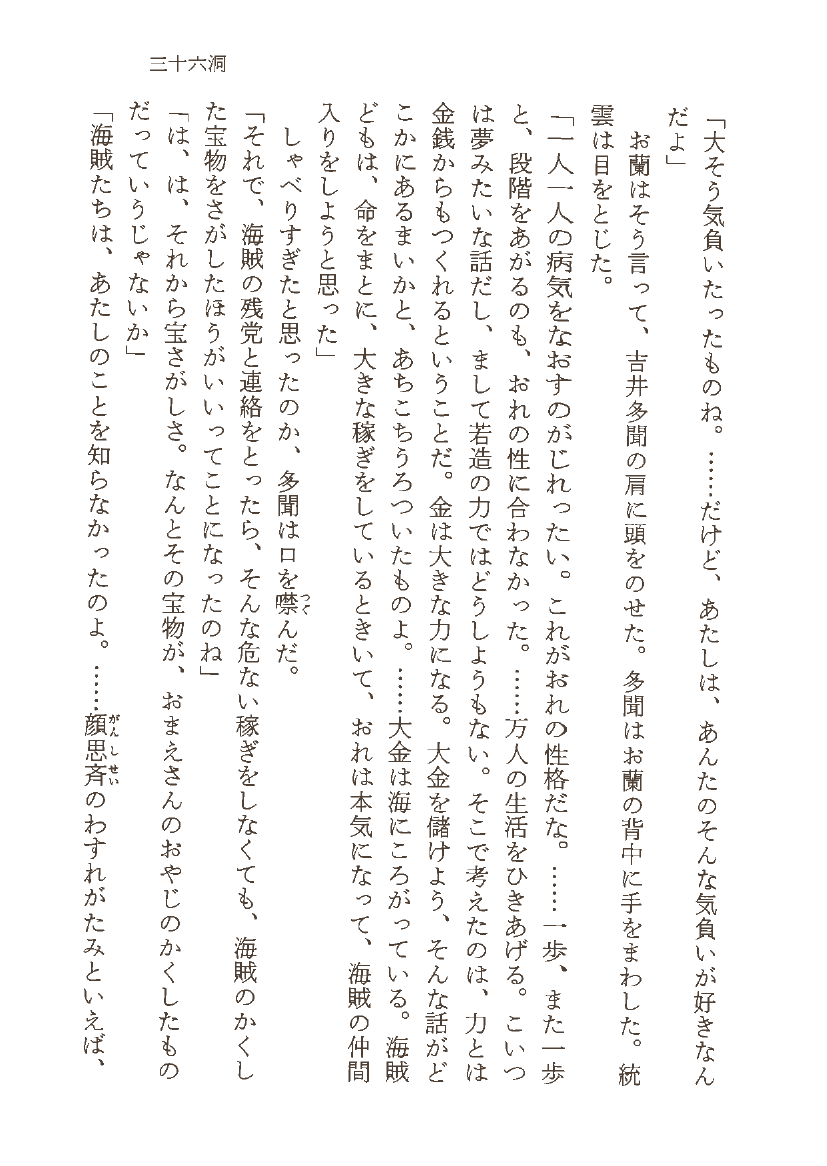 三十六洞
「大そう気負いたったものね。……だけど、あたしは、あんたのそんな気負いが好きなん
だよ」
　お蘭はそう言って、吉井多聞の肩に頭をのせた。多聞はお蘭の背中に手をまわした。統
雲は目をとじた。
「一人一人の病気をなおすのがじれったい。これがおれの性格だな。……一歩、また一歩
と、段階をあがるのも、おれの性に合わなかった。……万人の生活をひきあげる。こいつ
は夢みたいな話だし、まして若造の力ではどうしようもない。そこで考えたのは、力とは
金銭からもつくれるということだ。金は大きな力になる。大金を儲けよう、そんな話がど
こかにあるまいかと、あちこちうろついたものよ。……大金は海にころがっている。海賊
どもは、命をまとに、大きな稼ぎをしているときいて、おれは本気になって、海賊の仲間
入りをしようと思った」
　しゃべりすぎたと思ったのか、多聞は口を噤んだ。
「それで、海賊の残党と連絡をとったら、そんな危ない稼ぎをしなくても、海賊のかくし
た宝物をさがしたほうがいいってことになったのね」
「は、は、それから宝さがしさ。なんとその宝物が、おまえさんのおやじのかくしたもの
だっていうじゃないか」
「海賊たちは、あたしのことを知らなかったのよ。……顔思斉のわすれがたみといえば、